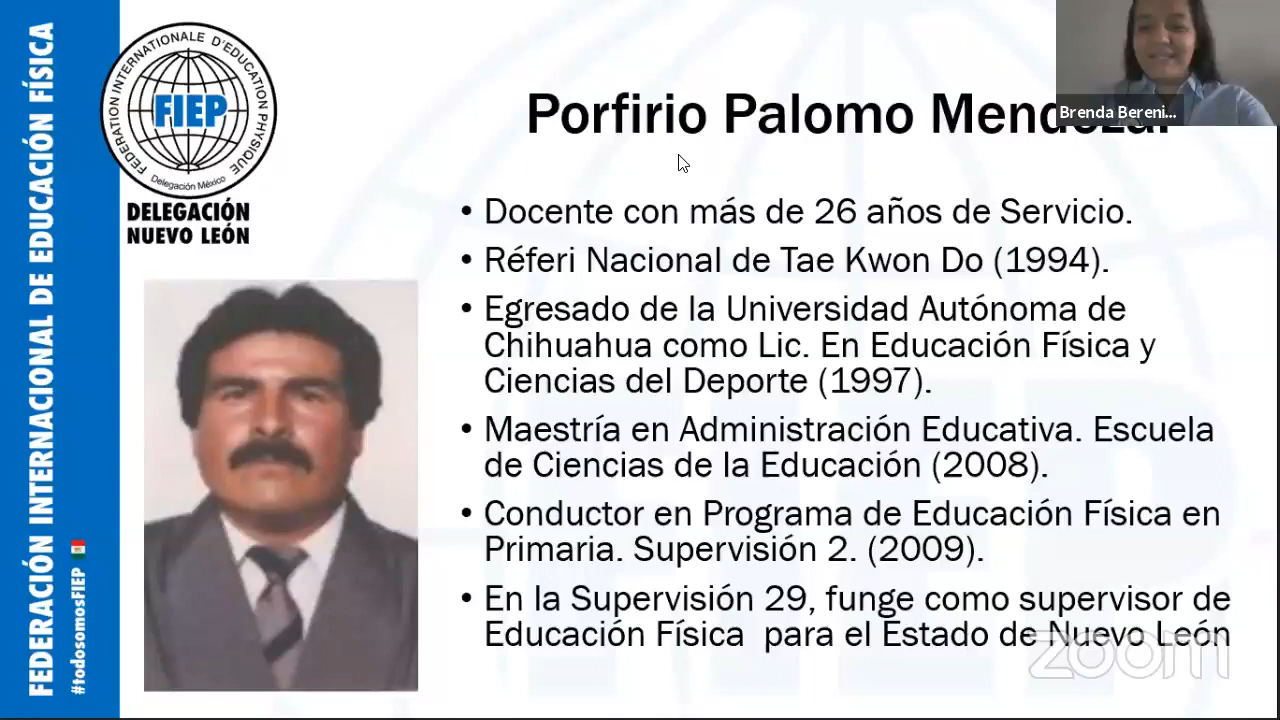 FEDERACIÓN INTERNACIONAL DE EDUCACIÓN FÍSICA
#todosomosFIEP
FEDERATION INTERNATIONALE D'EDUCATION PHYSIQUE
FIEP
Delegación México
DELEGACIÓN
NUEVO LEÓN
Porfirio Palomo Mendoza.
Brenda Bereni...
• Docente con más de 26 años de Servicio.
• Réferi Nacional de Tae Kwon Do (1994).
• Egresado de la Universidad Autónoma de
Chihuahua como Lic. En Educación Física y
Ciencias del Deporte (1997).
• Maestría en Administración Educativa. Escuela
de Ciencias de la Educación (2008).
• Conductor en Programa de Educación Física en
Primaria. Supervisión 2. (2009).
• En la Supervisión 29, funge como supervisor de
Educación Física para el Estado de Nuevo León
zoom